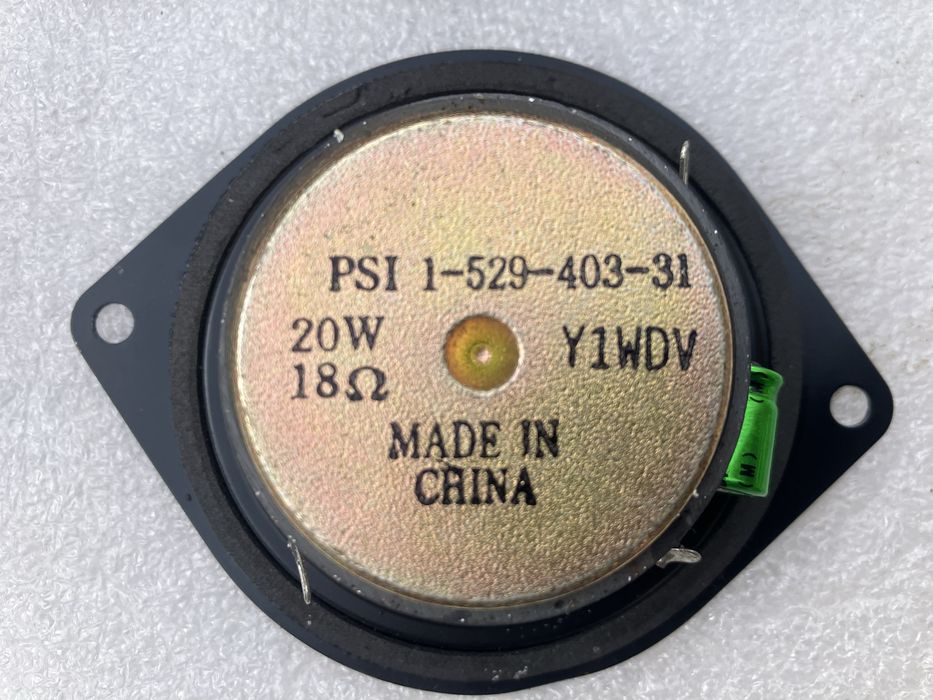 PSI 1-529-403-31
20W
18Ω
Y1WDV
MADE IN
CHINA
(M)